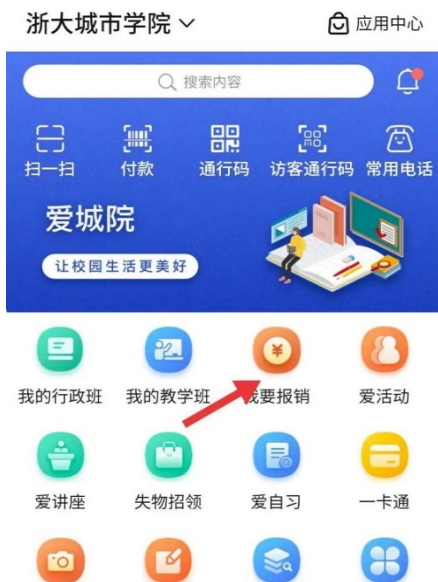 浙大城市学院
应用中心
搜索内容
扫一扫 付款 通行码 访客通行码 常用电话
爱城院
让校园生活更美好
我的行政班 我的教学班 我要报销 爱活动
爱讲座 失物招领 爱自习 一卡通